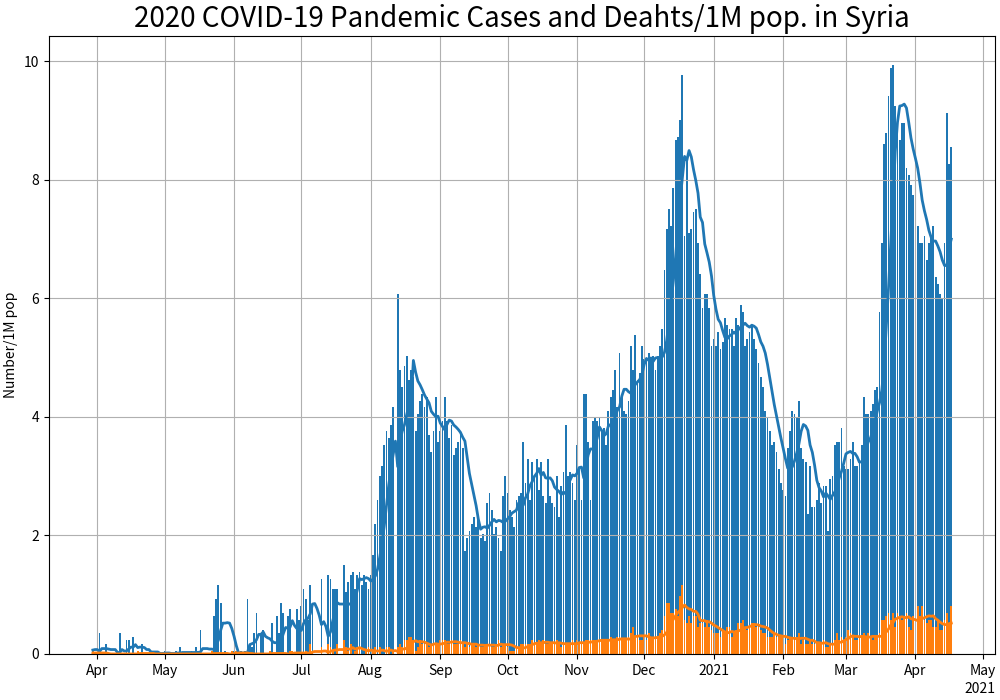 2020 COVID-19 Pandemic Cases and Deahts/1M pop. in Syria
Number/1M pop
10
8
6
4
2
0
Apr May Jun Jul Aug Sep Oct Nov Dec 2021 Feb Mar Apr May
2021